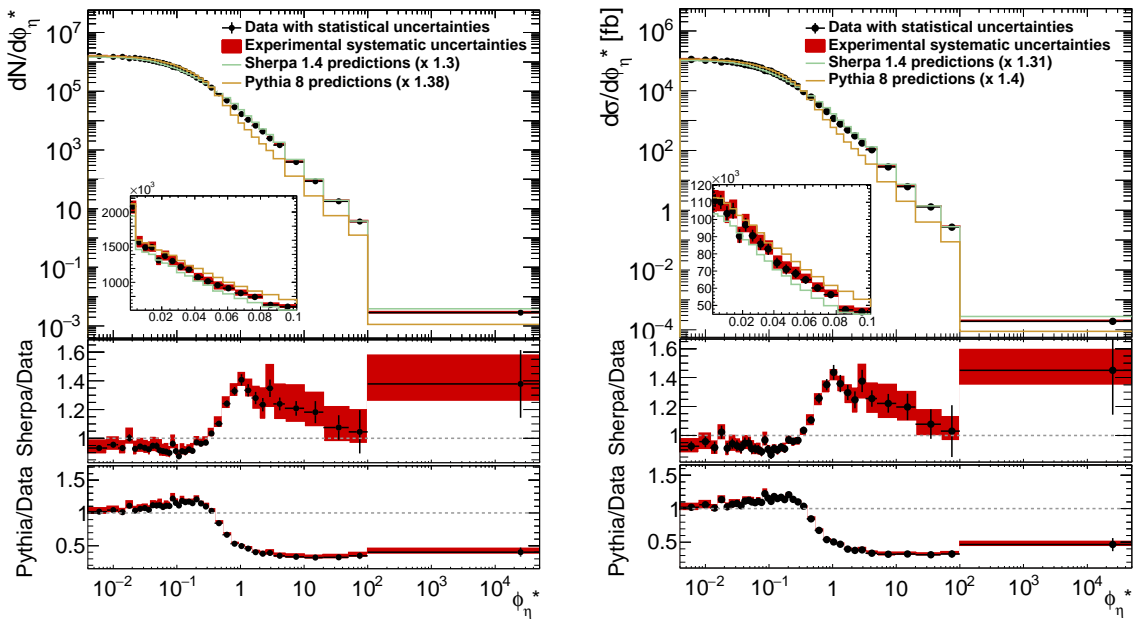 dN/dϕη*
10⁷
10⁵
10³
10
10⁻¹
10⁻³
Data with statistical uncertainties
Experimental systematic uncertainties
Sherpa 1.4 predictions (x 1.3)
Pythia 8 predictions (x 1.38)
×10³
2000
1500
1000
0.02 0.04 0.06 0.08 0.1
Sherpa/Data
1.6
1.4
1.2
1
0.8
Pythia/Data
1.5
1
0.5
10⁻² 10⁻¹ 1 10 10² 10³ 10⁴
ϕη*
dσ/dϕη* [fb]
10⁶
10⁴
10²
1
10⁻²
10⁻⁴
Data with statistical uncertainties
Experimental systematic uncertainties
Sherpa 1.4 predictions (x 1.31)
Pythia 8 predictions (x 1.4)
×10³
120
110
100
90
80
70
60
50
0.02 0.04 0.06 0.08 0.1
Sherpa/Data
1.6
1.4
1.2
1
Pythia/Data
1.5
1
0.5
10⁻² 10⁻¹ 1 10 10² 10³ 10⁴
ϕη*